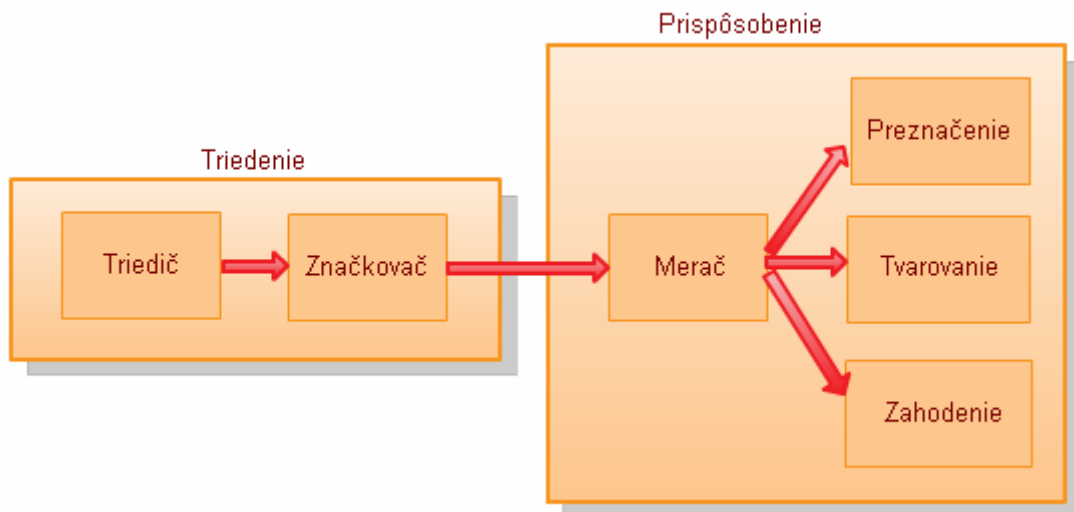 Triedenie
Triedič
Značkovač
Prispôsobenie
Merač
Preznačenie
Tvarovanie
Zahodenie